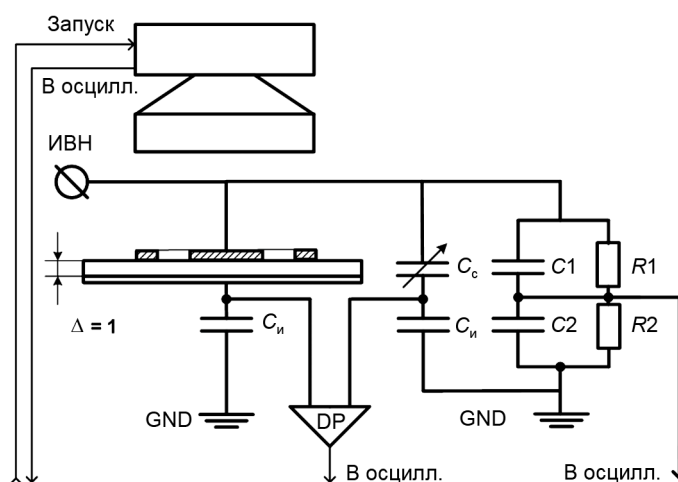 Запуск
В осцилл.
ИВН
Cс
C1
R1
Δ = 1
Cи
Cи
C2
R2
GND
DP
GND
В осцилл.
В осцилл.